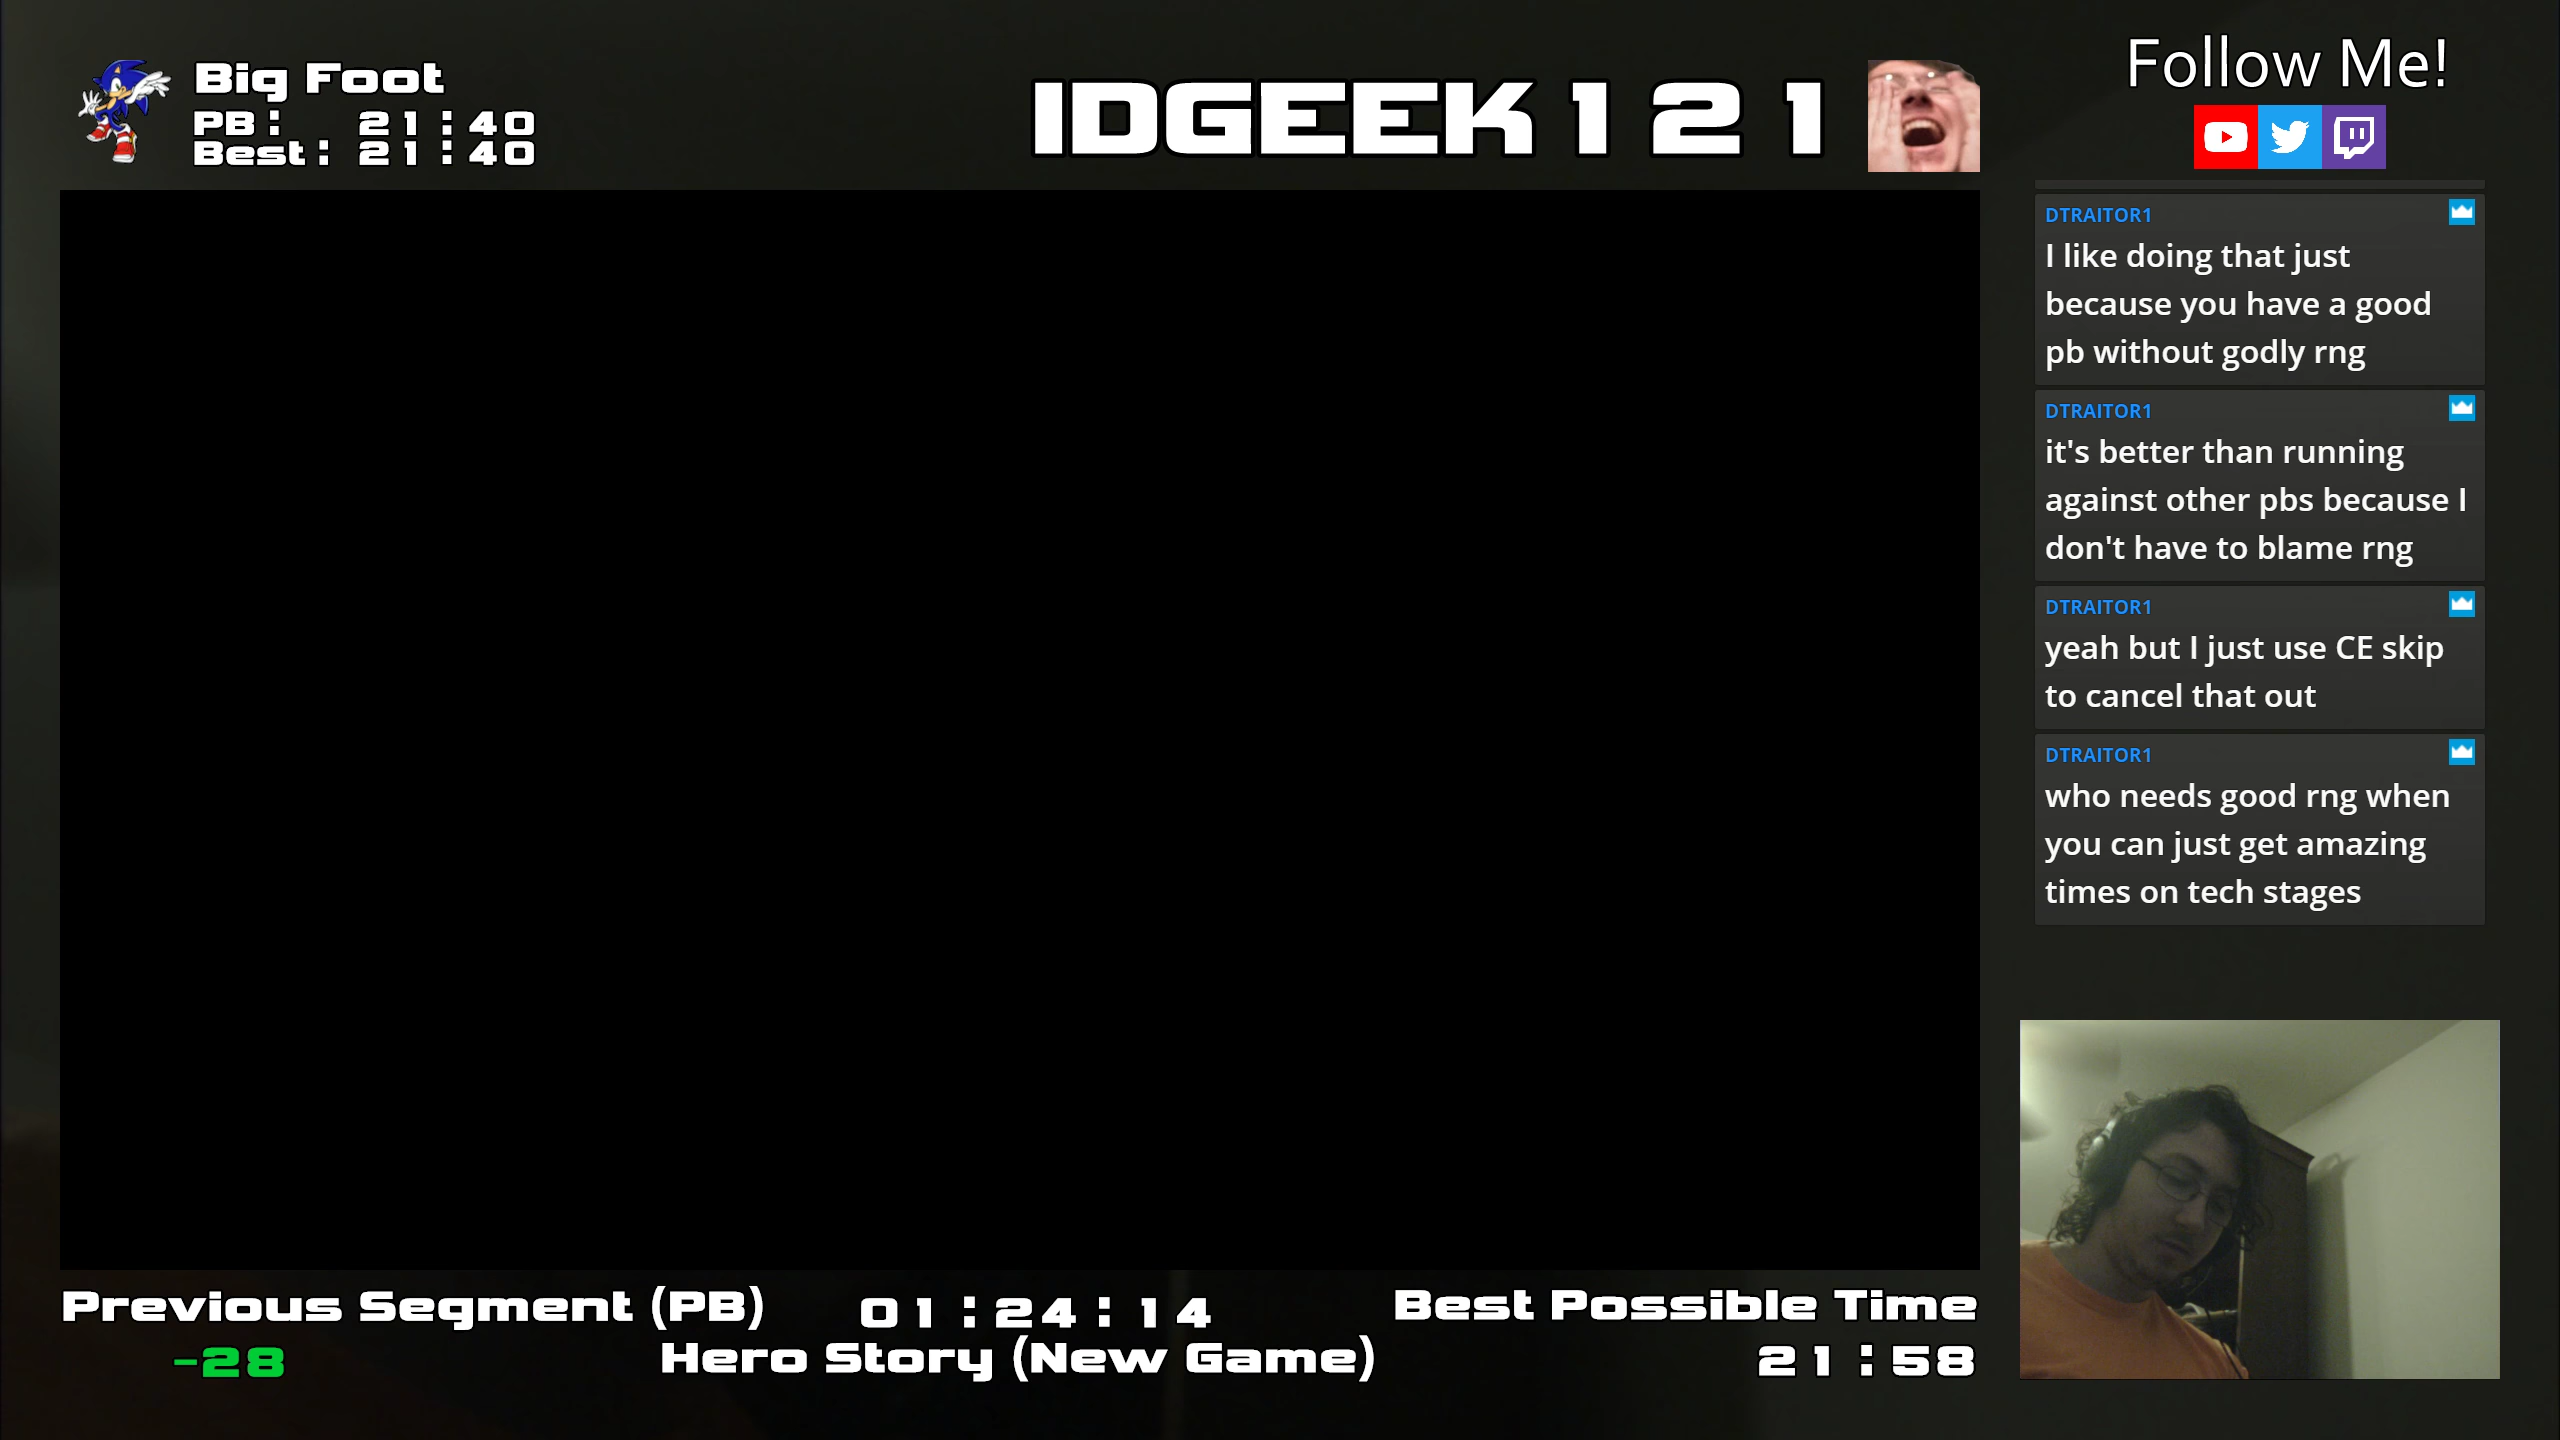 Big Foot
PB: 21:40
Best: 21:40
IDGEEK121
Follow Me!
DTRAITOR1
I like doing that just
because you have a good
pb without godly rng
DTRAITOR1
it's better than running
against other pbs because I
don't have to blame rng
DTRAITOR1
yeah but I just use CE skip
to cancel that out
DTRAITOR1
who needs good rng when
you can just get amazing
times on tech stages
Previous Segment (PB)
-28
01:24:14
Hero Story (New Game)
Best Possible Time
21:58